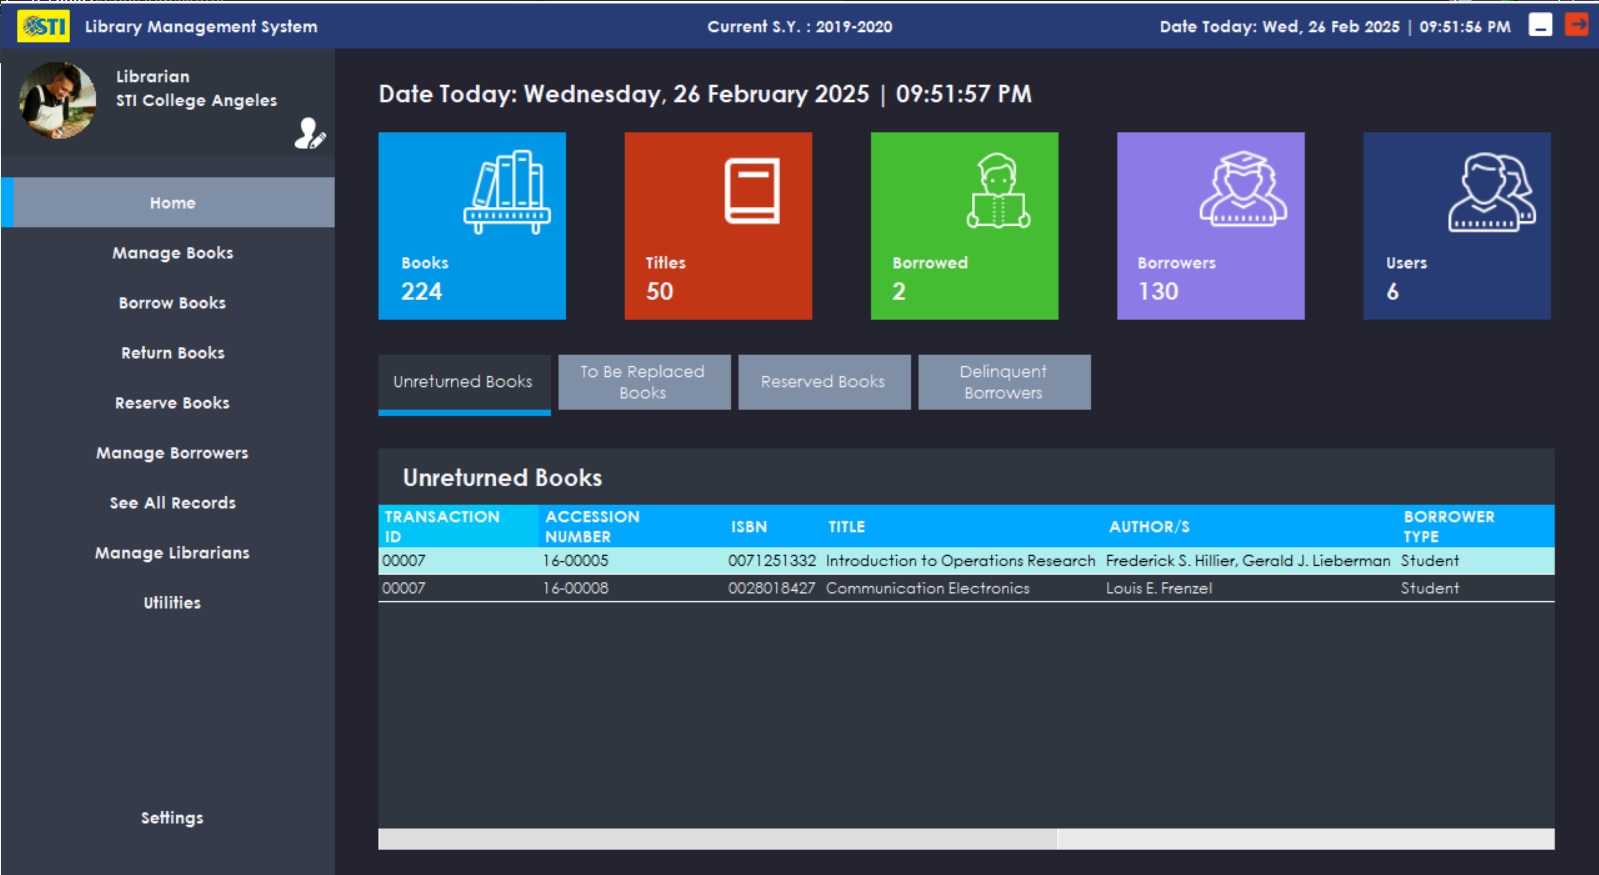 STI Library Management System Current S.Y. : 2019-2020 Date Today: Wed, 26 Feb 2025 | 09:51:56 PM
Librarian
STI College Angeles
Home
Manage Books
Borrow Books
Return Books
Reserve Books
Manage Borrowers
See All Records
Manage Librarians
Utilities
Settings
Date Today: Wednesday, 26 February 2025 | 09:51:57 PM
Books
224
Titles
50
Borrowed
2
Borrowers
130
Users
6
Unreturned Books
To Be Replaced
Books
Reserved Books
Delinquent
Borrowers
Unreturned Books
TRANSACTION
ID
ACCESSION
NUMBER
ISBN
TITLE
AUTHOR/S
BORROWER
TYPE
00007 16-00005 0071251332 Introduction to Operations Research Frederick S. Hillier, Gerald J. Lieberman Student
00007 16-00008 0028018427 Communication Electronics Louis E. Frenzel Student